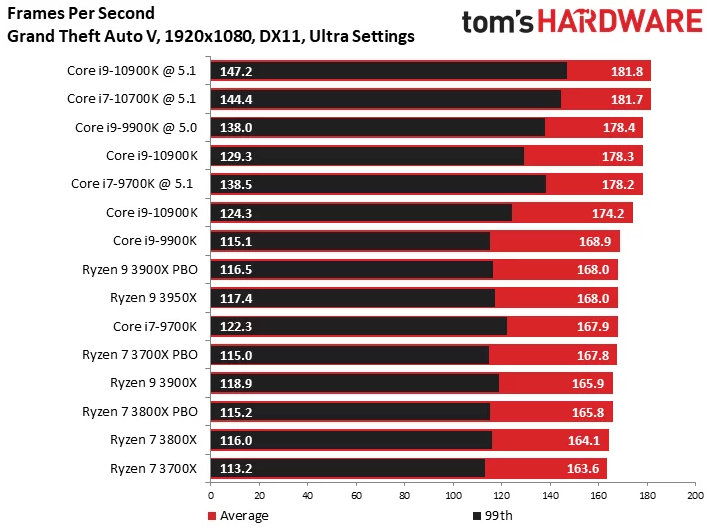 Frames Per Second
tom's HARDWARE
Grand Theft Auto V, 1920x1080, DX11, Ultra Settings
Core i9-10900K @ 5.1 147.2 181.8
Core i7-10700K @ 5.1 144.4 181.7
Core i9-9900K @ 5.0 138.0 178.4
Core i9-10900K 129.3 178.3
Core i7-9700K @ 5.1 138.5 178.2
Core i9-10900K 124.3 174.2
Core i9-9900K 115.1 168.9
Ryzen 9 3900X PBO 116.5 168.0
Ryzen 9 3950X 117.4 168.0
Core i7-9700K 122.3 167.9
Ryzen 7 3700X PBO 115.0 167.8
Ryzen 9 3900X 118.9 165.9
Ryzen 7 3800X PBO 115.2 165.8
Ryzen 7 3800X 116.0 164.1
Ryzen 7 3700X 113.2 163.6
0 20 40 60 80 100 120 140 160 180 200
Average 99th